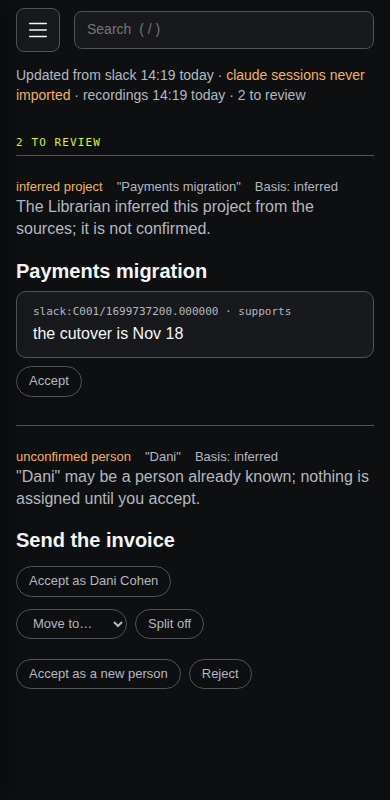 Search ( / )
Updated from slack 14:19 today · claude sessions never
imported · recordings 14:19 today · 2 to review
2 TO REVIEW
inferred project "Payments migration" Basis: inferred
The Librarian inferred this project from the
sources; it is not confirmed.
Payments migration
slack:C001/1699737200.000000 · supports
the cutover is Nov 18
Accept
unconfirmed person "Dani" Basis: inferred
"Dani" may be a person already known; nothing is
assigned until you accept.
Send the invoice
Accept as Dani Cohen
Move to… Split off
Accept as a new person Reject